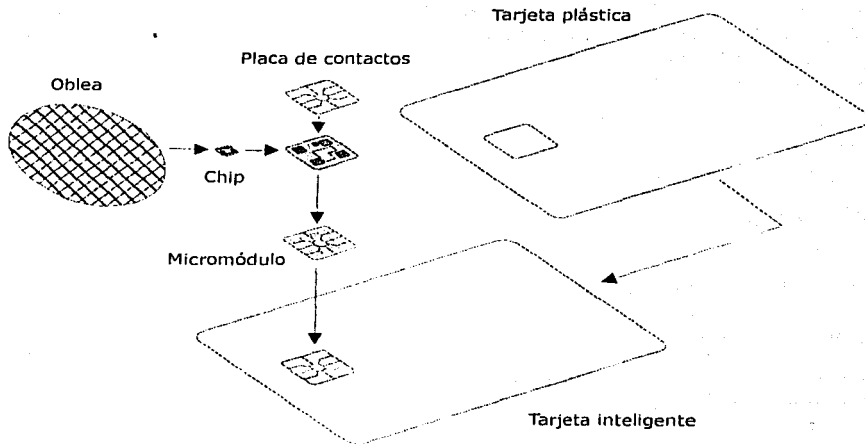 Tarjeta plástica
Placa de contactos
Oblea
Chip
Micromódulo
Tarjeta inteligente